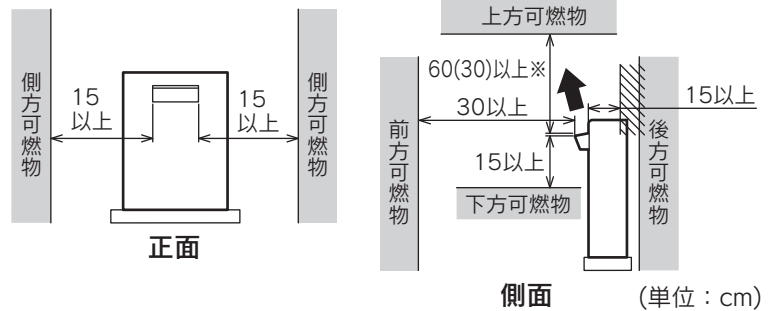 側方可燃物
15
以上
15
以上
側方可燃物
正面
上方可燃物
60(30)以上※
30以上
15以上
15以上
前方可燃物
下方可燃物
後方可燃物
側面
(単位：cm)